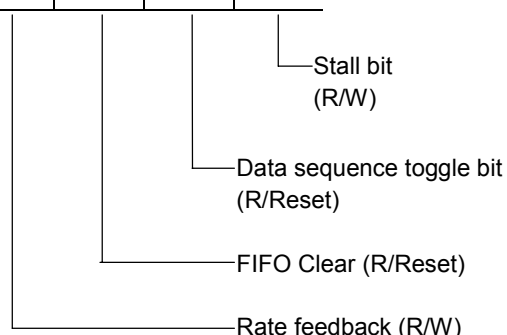 Stall bit
(R/W)
Data sequence toggle bit
(R/Reset)
FIFO Clear (R/Reset)
Rate feedback (R/W)